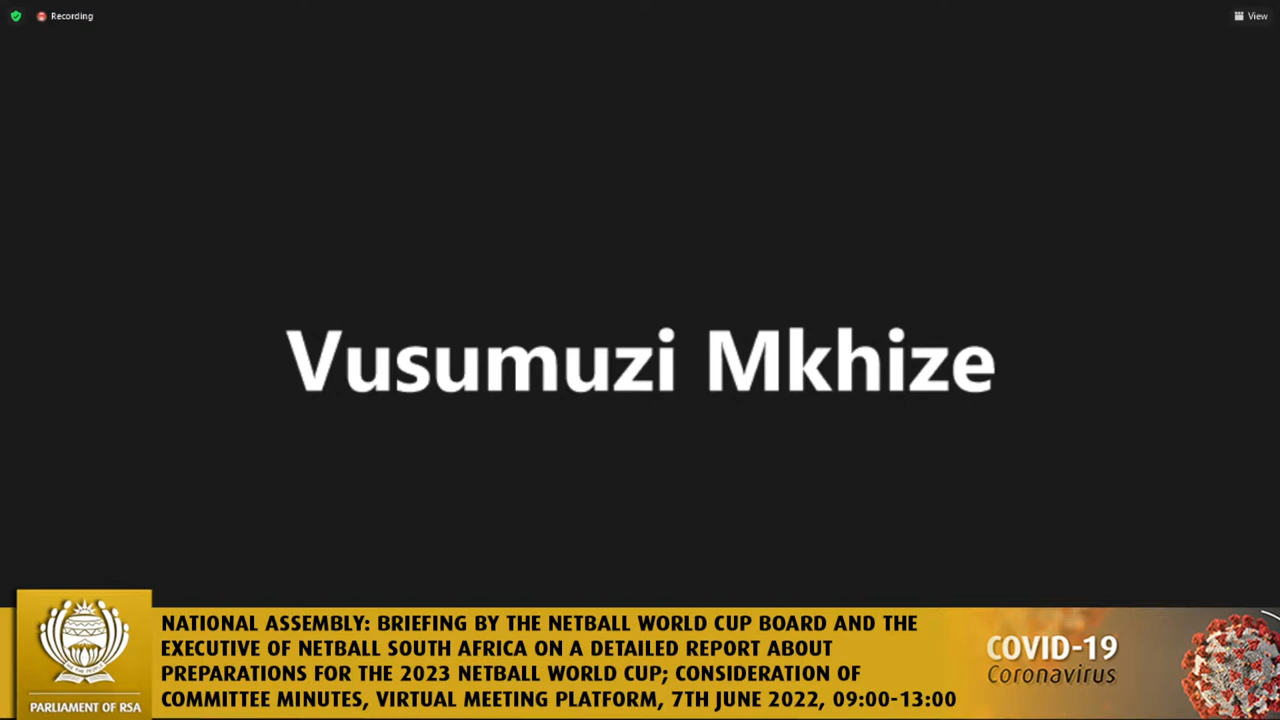 Recording
View
Vusumuzi Mkhize
NATIONAL ASSEMBLY: BRIEFING BY THE NETBALL WORLD CUP BOARD AND THE
EXECUTIVE OF NETBALL SOUTH AFRICA ON A DETAILED REPORT ABOUT
PREPARATIONS FOR THE 2023 NETBALL WORLD CUP; CONSIDERATION OF
COMMITTEE MINUTES, VIRTUAL MEETING PLATFORM, 7TH JUNE 2022, 09:00-13:00
PARLIAMENT OF RSA
COVID-19
Coronavirus